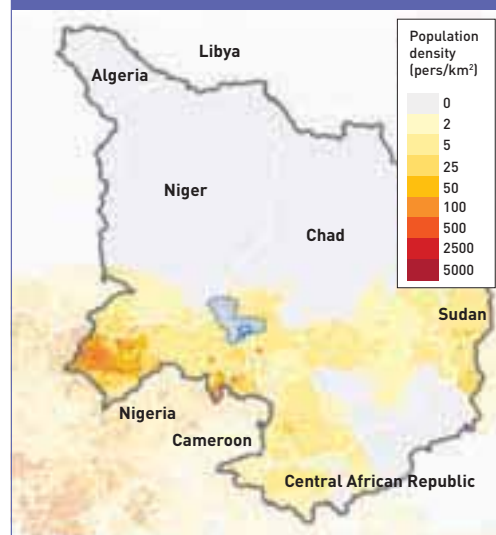 Libya
Algeria
Niger
Chad
Sudan
Nigeria
Cameroon
Central African Republic
Population
density
(pers/km²)
0
2
5
25
50
100
500
2500
5000